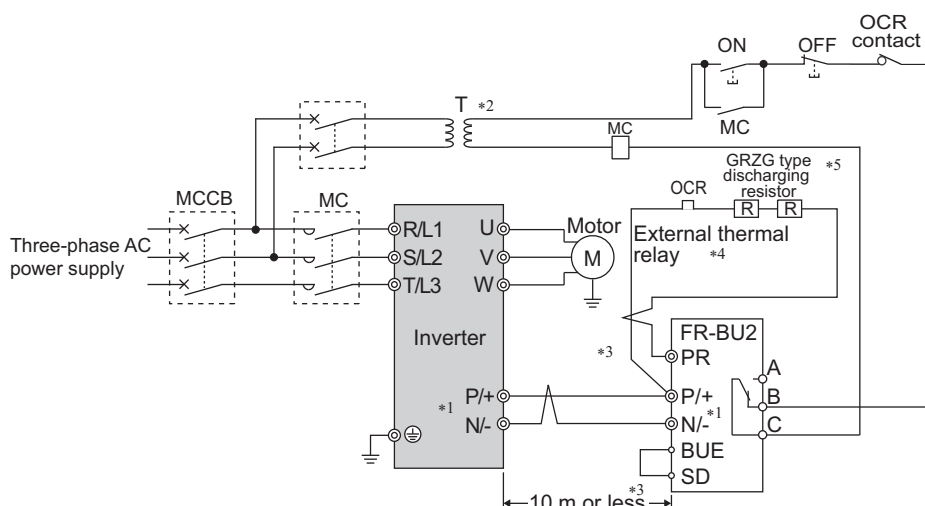 OCR
contact
ON
OFF
T *2
MC
MC
GRZG type
discharging
resistor
*5
OCR
R
R
MCCB
MC
External thermal
relay *4
Three-phase AC
power supply
R/L1
S/L2
T/L3
U
V
W
Motor
M
Inverter
FR-BU2
PR
*3
A
*1
P/+
N/-
P/+
N/-
*1
B
C
BUE
SD
*3
10 m or less